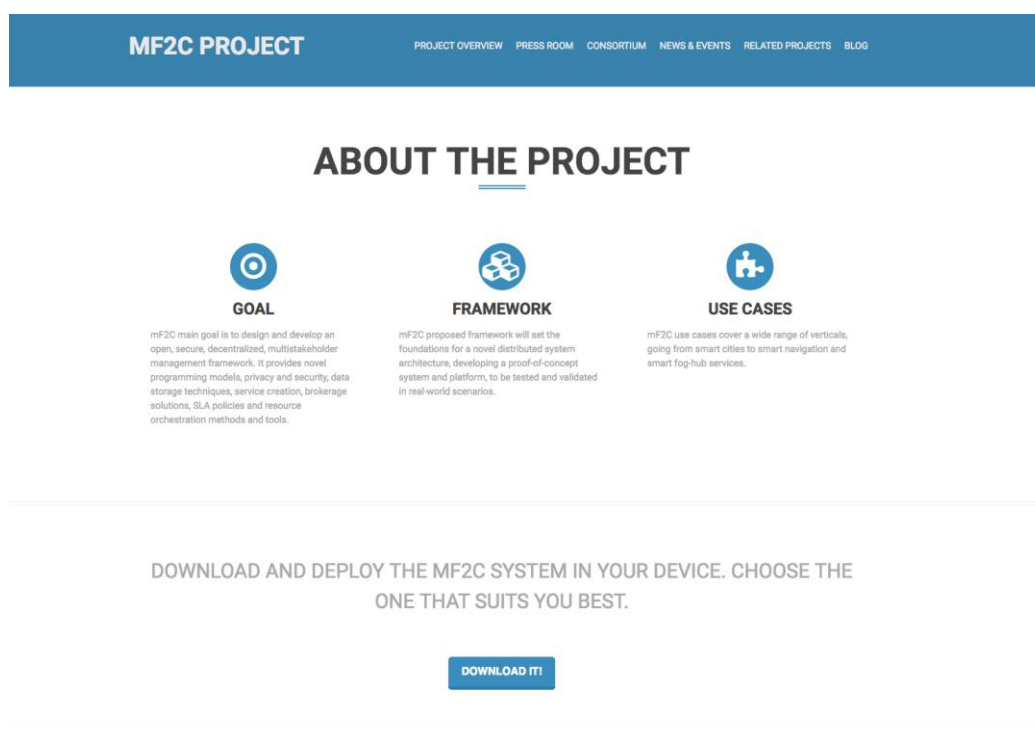 MF2C PROJECT
PROJECT OVERVIEW PRESS ROOM CONSORTIUM NEWS & EVENTS RELATED PROJECTS BLOG
ABOUT THE PROJECT
GOAL
mF2C main goal is to design and develop an
open, secure, decentralized, multistakeholder
management framework. It provides novel
programming models, privacy and security, data
storage techniques, service creation, brokerage
solutions, SLA policies and resource
orchestration methods and tools.
FRAMEWORK
mF2C proposed framework will set the
foundations for a novel distributed system
architecture, developing a proof-of-concept
system and platform, to be tested and validated
in real-world scenarios.
USE CASES
mF2C use cases cover a wide range of verticals,
going from smart cities to smart navigation and
smart fog-hub services.
DOWNLOAD AND DEPLOY THE MF2C SYSTEM IN YOUR DEVICE. CHOOSE THE
ONE THAT SUITS YOU BEST.
DOWNLOAD IT!